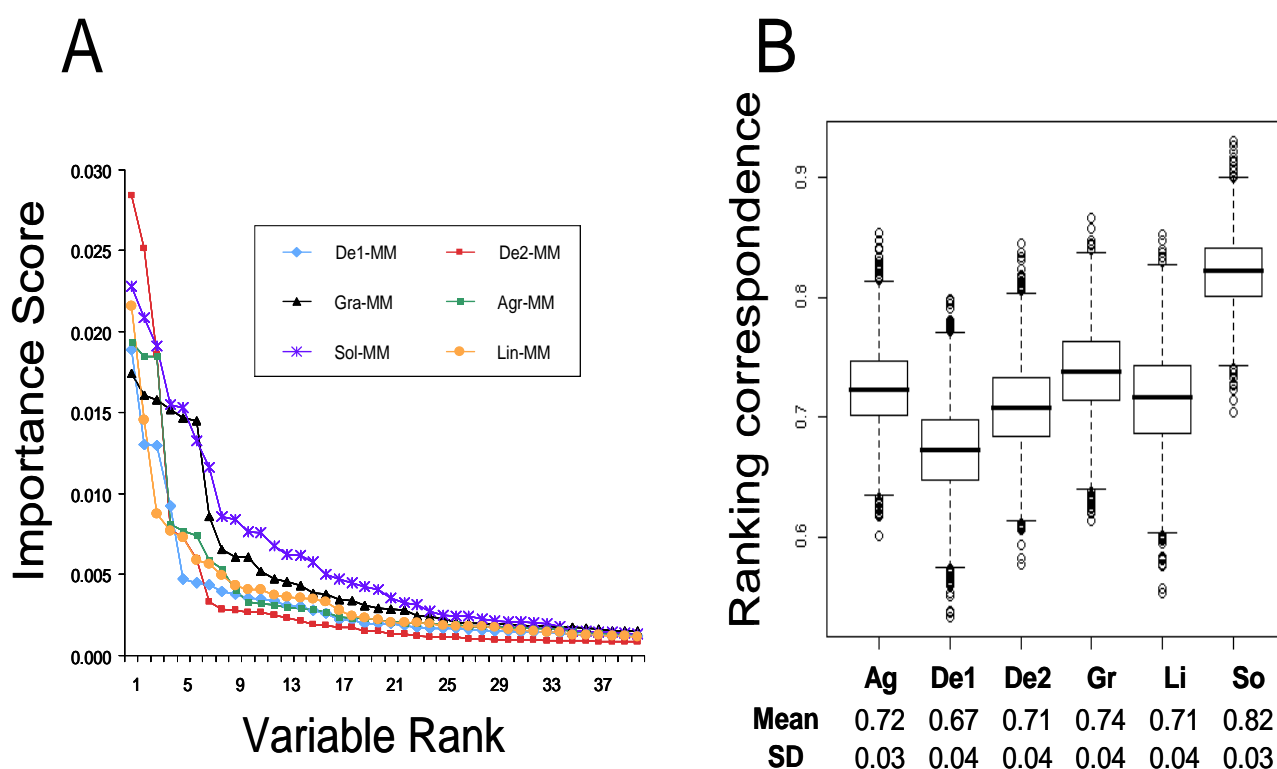 A
Importance Score
0.030
0.025
0.020
0.015
0.010
0.005
0.000
De1-MM De2-MM
Gra-MM Agr-MM
Sol-MM Lin-MM
1 5 9 13 17 21 29 33 37
Variable Rank
B
Ranking correspondence
0.9
0.8
0.7
0.6
Ag De1 De2 Gr Li So
Mean 0.72 0.67 0.71 0.74 0.71 0.82
SD 0.03 0.04 0.04 0.04 0.04 0.03